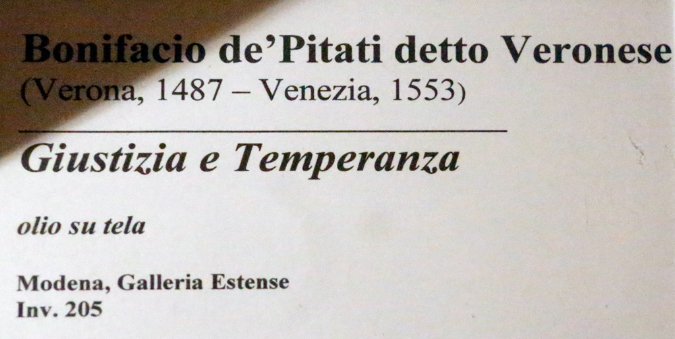 Bonifacio de'Pitati detto Veronese
(Verona, 1487 – Venezia, 1553)
Giustizia e Temperanza
olio su tela
Modena, Galleria Estense
Inv. 205